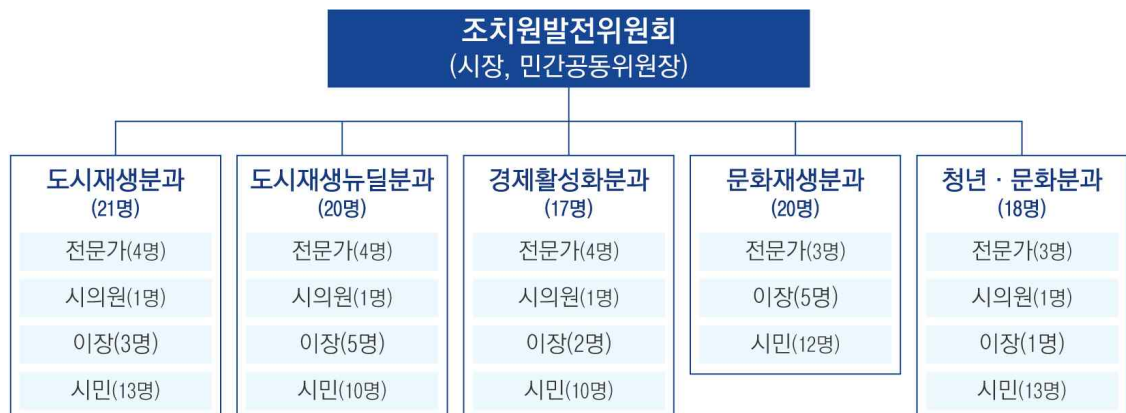 조치원발전위원회
(시장, 민간공동위원장)
도시재생분과
(21명)
전문가(4명)
시의원(1명)
이장(3명)
시민(13명)
도시재생뉴딜분과
(20명)
전문가(4명)
시의원(1명)
이장(5명)
시민(10명)
경제활성화분과
(17명)
전문가(4명)
시의원(1명)
이장(2명)
시민(10명)
문화재생분과
(20명)
전문가(3명)
이장(5명)
시민(12명)
청년 · 문화분과
(18명)
전문가(3명)
시의원(1명)
이장(1명)
시민(13명)